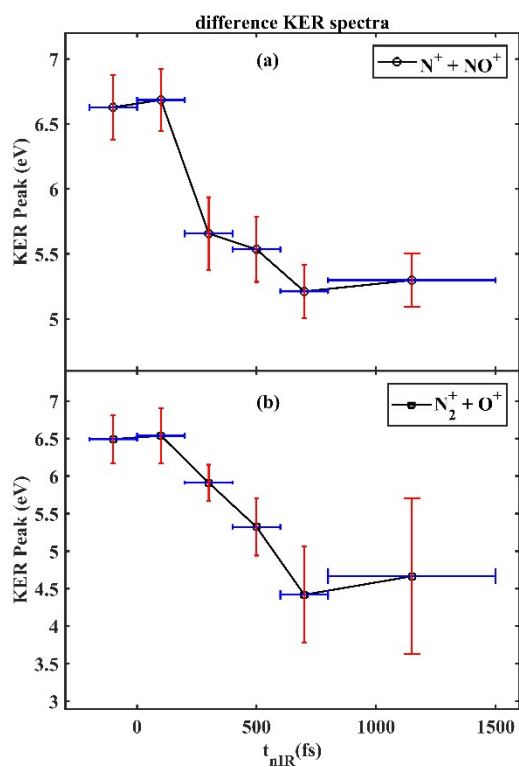 difference KER spectra
(a)
N⁺ + NO⁺
KER Peak (eV)
7
6.5
6
5.5
5
(b)
N₂⁺ + O⁺
KER Peak (eV)
7
6.5
6
5.5
5
4.5
4
3.5
3
0 500 1000 1500
t_nIR(fs)